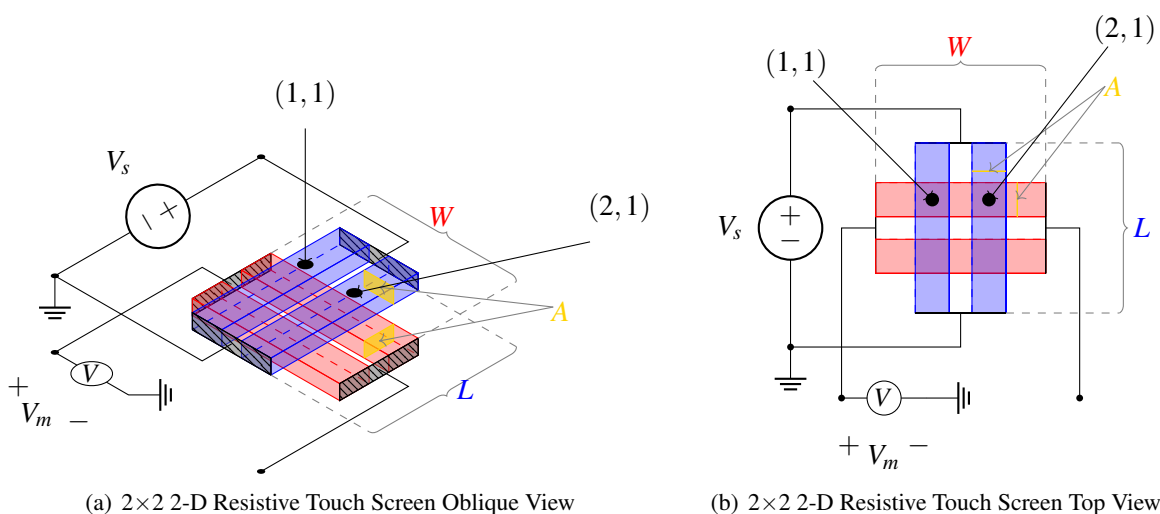 (1,1)
V_s
− +
W
(2,1)
A
L
V
+ V_m −
(a) 2×2 2-D Resistive Touch Screen Oblique View
(1,1)
W
(2,1)
A
V_s
+
−
L
V
+ V_m −
(b) 2×2 2-D Resistive Touch Screen Top View